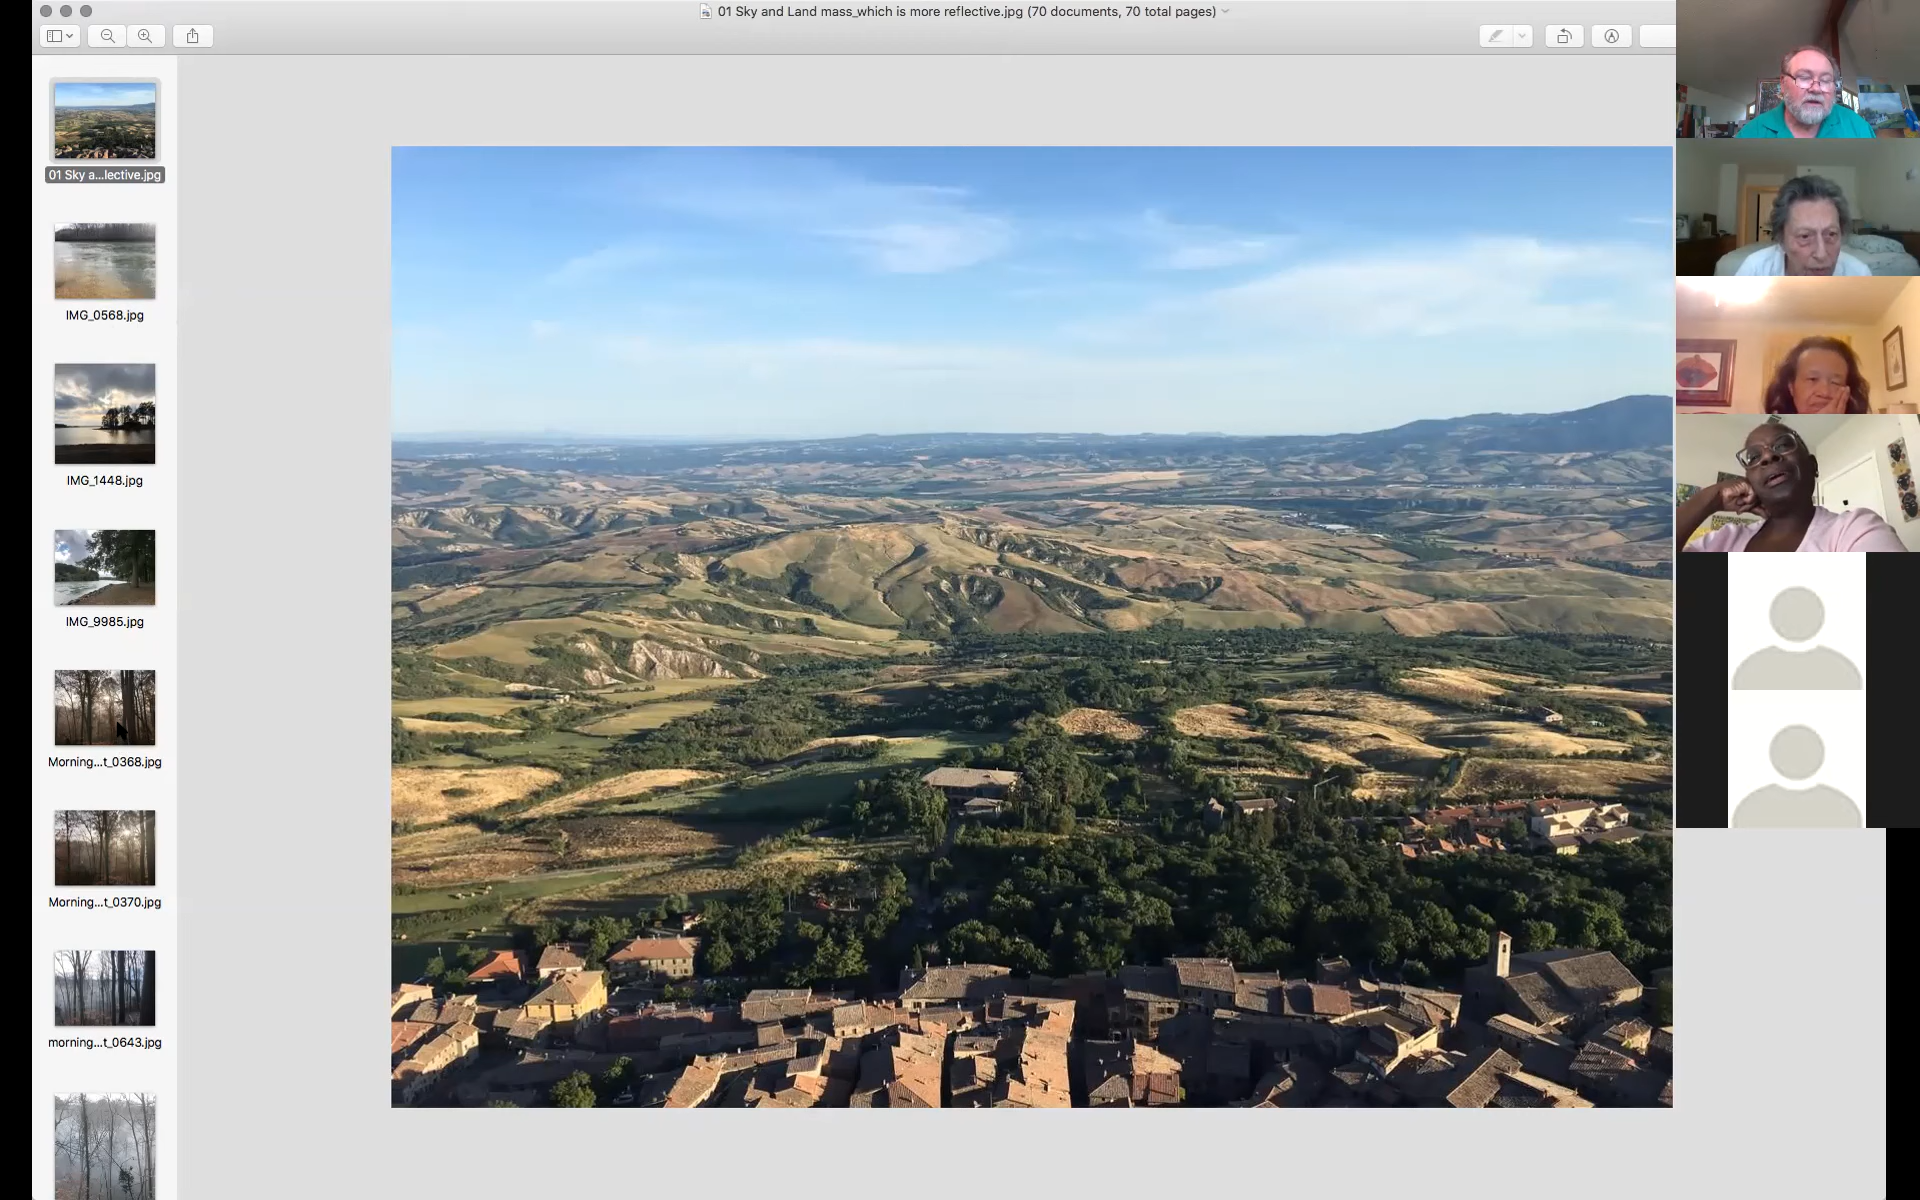 01 Sky and Land mass_which is more reflective.jpg (70 documents, 70 total pages)
01 Sky a...lective.jpg
IMG_0568.jpg
IMG_1448.jpg
IMG_9985.jpg
Morning...t_0368.jpg
Morning...t_0370.jpg
morning...t_0643.jpg